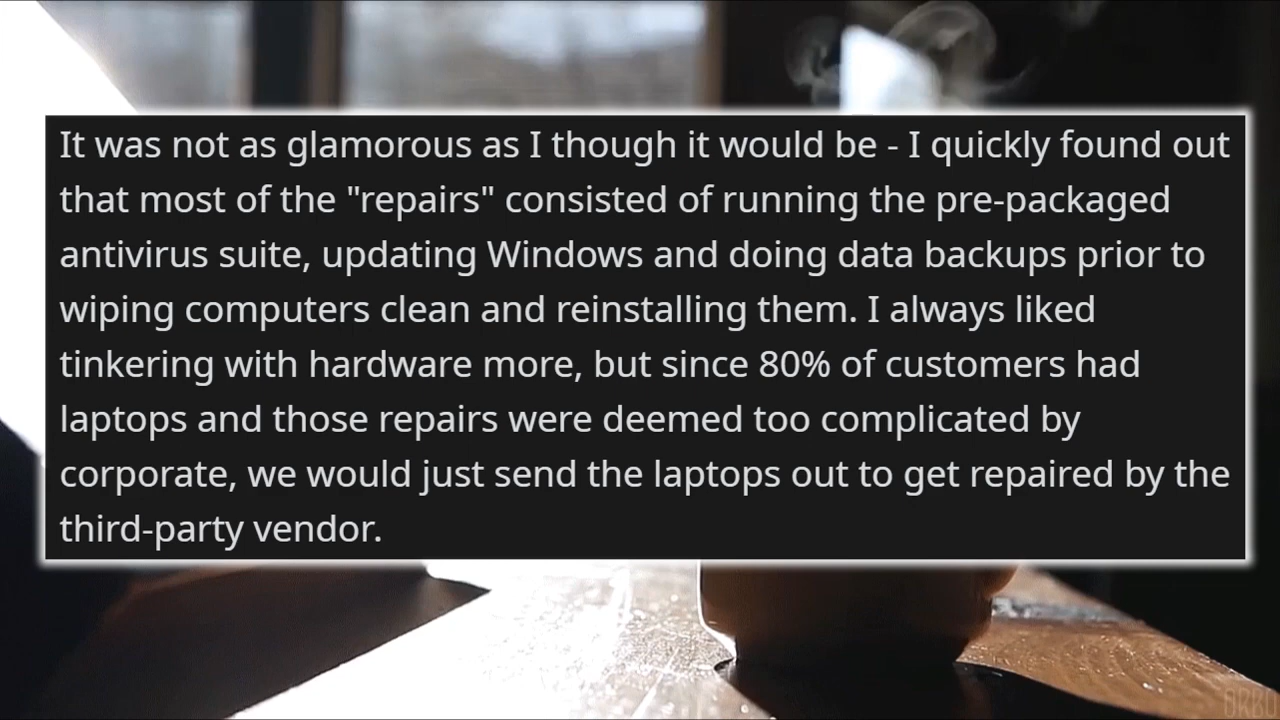 It was not as glamorous as I though it would be - I quickly found out
that most of the "repairs" consisted of running the pre-packaged
antivirus suite, updating Windows and doing data backups prior to
wiping computers clean and reinstalling them. I always liked
tinkering with hardware more, but since 80% of customers had
laptops and those repairs were deemed too complicated by
corporate, we would just send the laptops out to get repaired by the
third-party vendor.